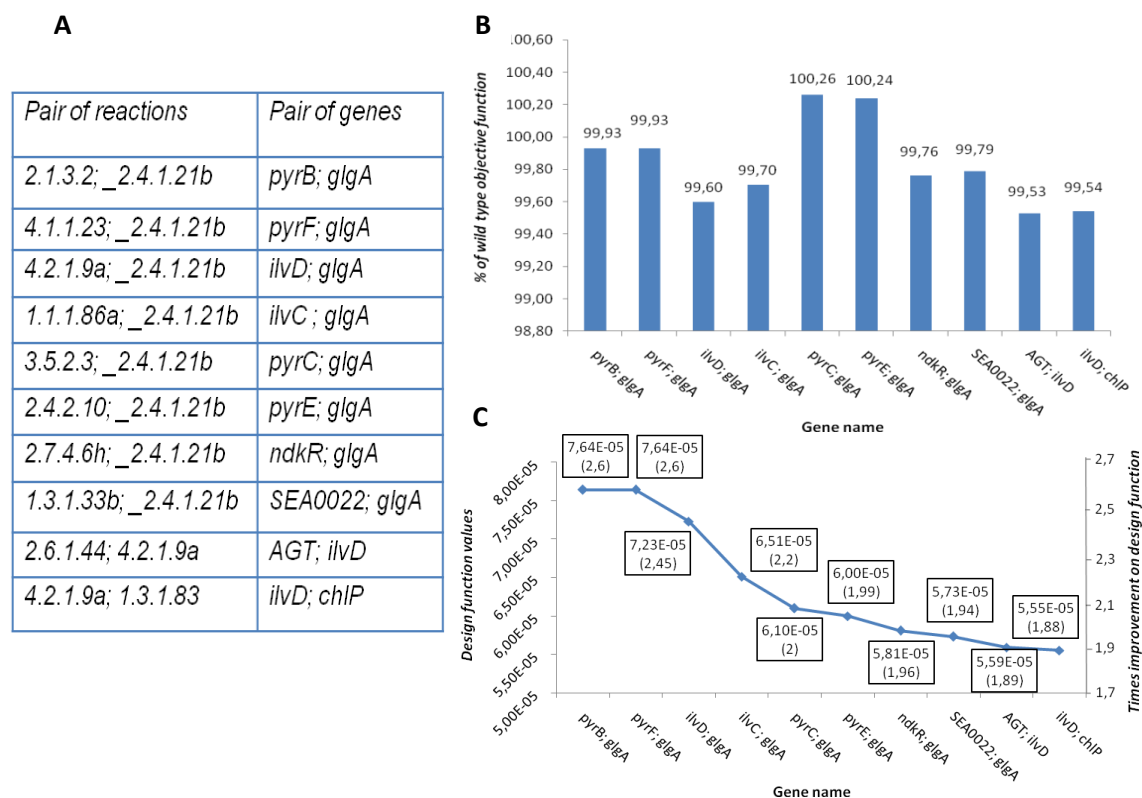 A
Pair of reactions Pair of genes
2.1.3.2; _2.4.1.21b pyrB; glgA
4.1.1.23; _2.4.1.21b pyrF; glgA
4.2.1.9a; _2.4.1.21b ilvD; glgA
1.1.1.86a; _2.4.1.21b ilvC ; glgA
3.5.2.3; _2.4.1.21b pyrC; glgA
2.4.2.10; _2.4.1.21b pyrE; glgA
2.7.4.6h; _2.4.1.21b ndkR; glgA
1.3.1.33b; _2.4.1.21b SEA0022; glgA
2.6.1.44; 4.2.1.9a AGT; ilvD
4.2.1.9a; 1.3.1.83 ilvD; chlP
B
% of wild type objective function
100,60
100,40
100,20
100,00
99,80
99,60
99,40
99,20
99,00
98,80
99,93
99,93
99,60
99,70
100,26
100,24
99,76
99,79
99,53
99,54
pyrB; glgA
pyrF; glgA
ilvD; glgA
ilvC; glgA
pyrC; glgA
pyrE; glgA
ndkR; glgA
SEA0022; glgA
AGT; ilvD
ilvD; chlP
Gene name
C
Design function values
8,00E-05
7,50E-05
7,00E-05
6,50E-05
6,00E-05
5,50E-05
5,00E-05
7,64E-05
(2,6)
7,64E-05
(2,6)
7,23E-05
(2,45)
6,51E-05
(2,2)
6,10E-05
(2)
6,00E-05
(1,99)
5,81E-05
(1,96)
5,73E-05
(1,94)
5,59E-05
(1,89)
5,55E-05
(1,88)
2,7
2,5
2,3
2,1
1,9
1,7
Times improvement on design function
pyrB; glgA
pyrF; glgA
ilvD; glgA
ilvC; glgA
pyrC; glgA
pyrE; glgA
ndkR; glgA
SEA0022; glgA
AGT; ilvD
ilvD; chlP
Gene name